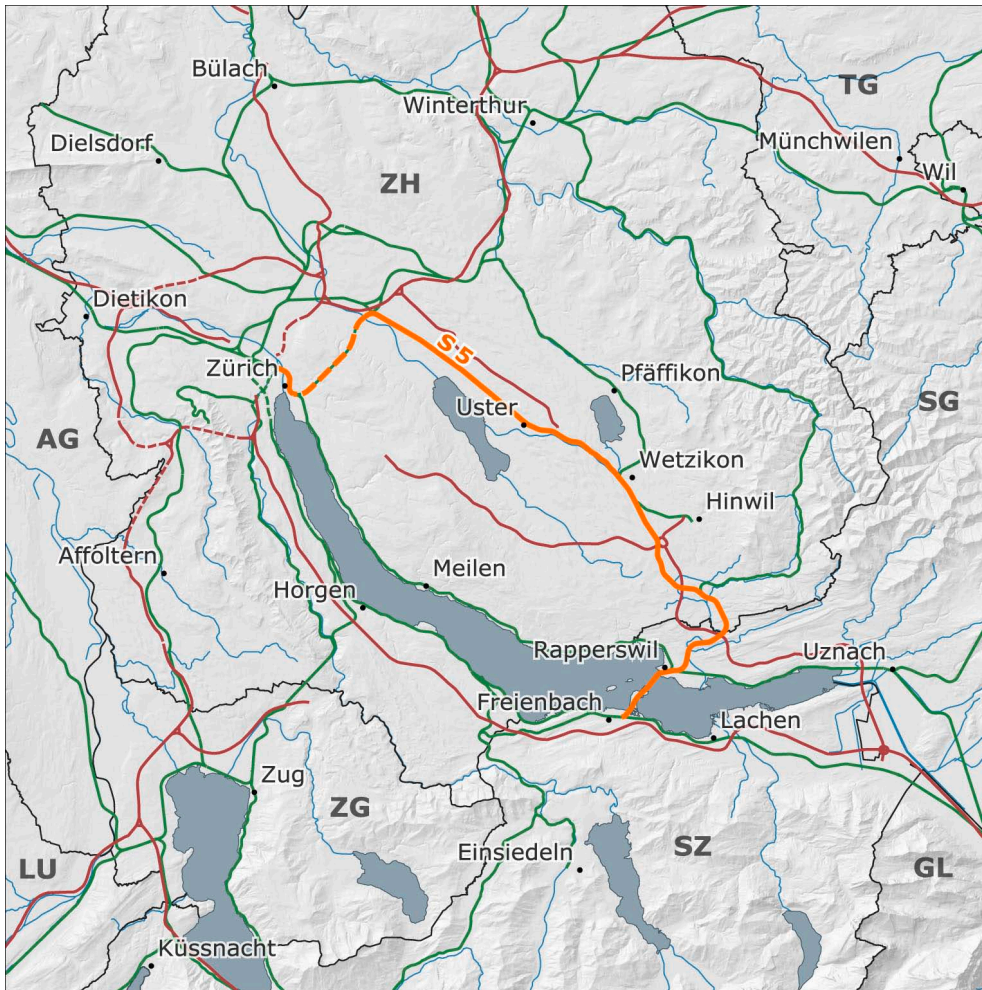 Bülach
TG
Winterthur
Dielsdorf
Münchwilen
ZH
Wil
Dietikon
S 5
Zürich
Pfäffikon
SG
Uster
AG
Wetzikon
Hinwil
Affoltern
Meilen
Horgen
Rapperswil
Uznach
Freienbach
Lachen
Zug
ZG
Einsiedeln
SZ
LU
GL
Küssnacht